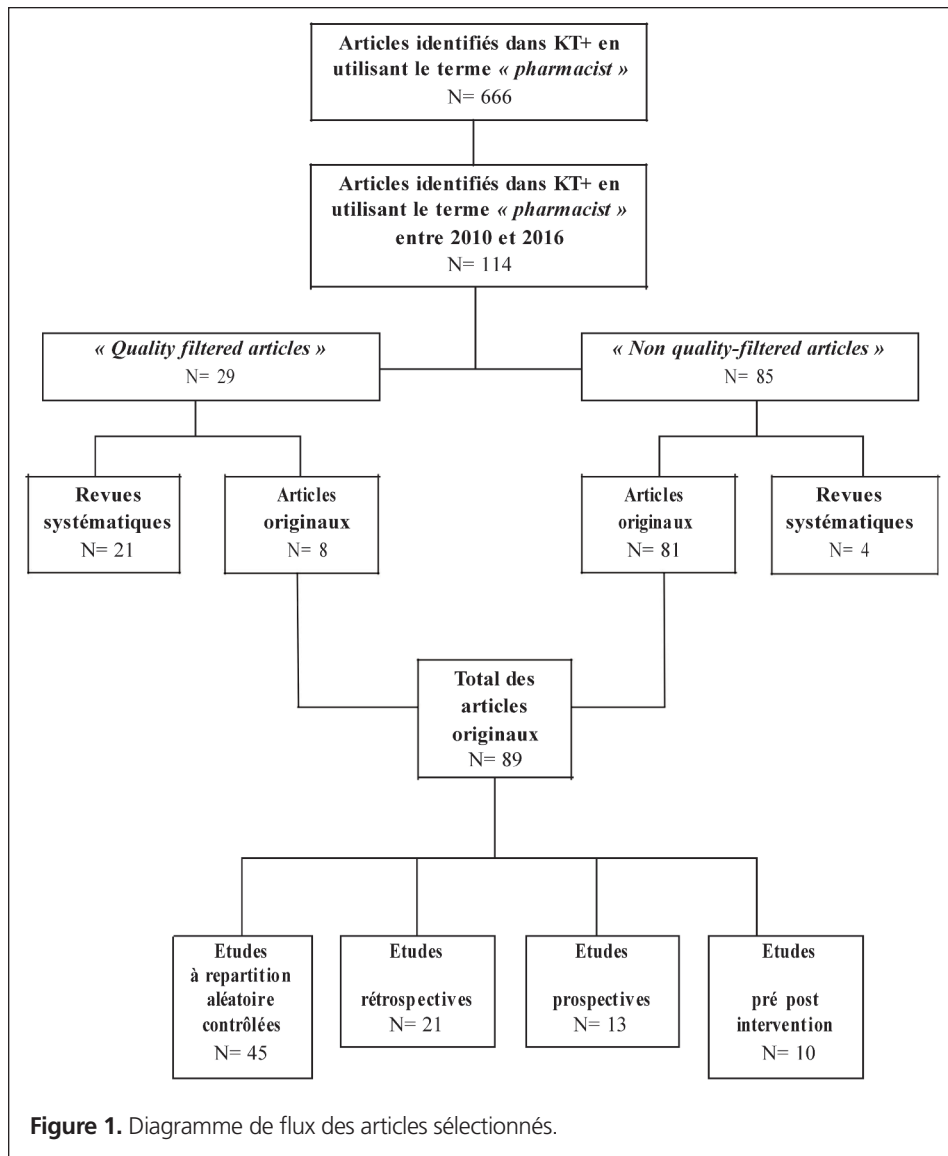 Articles identifiés dans KT+ en
utilisant le terme « pharmacist »
N= 666
Articles identifiés dans KT+ en
utilisant le terme « pharmacist »
entre 2010 et 2016
N= 114
« Quality filtered articles »
N= 29
« Non quality-filtered articles »
N= 85
Revues
systématiques
N= 21
Articles
originaux
N= 8
Articles
originaux
N= 81
Revues
systématiques
N= 4
Total des
articles
originaux
N= 89
Etudes
à repartition
aléatoire
contrôlées
N= 45
Etudes
rétrospectives
N= 21
Etudes
prospectives
N= 13
Etudes
pré post
intervention
N= 10
Figure 1. Diagramme de flux des articles sélectionnés.